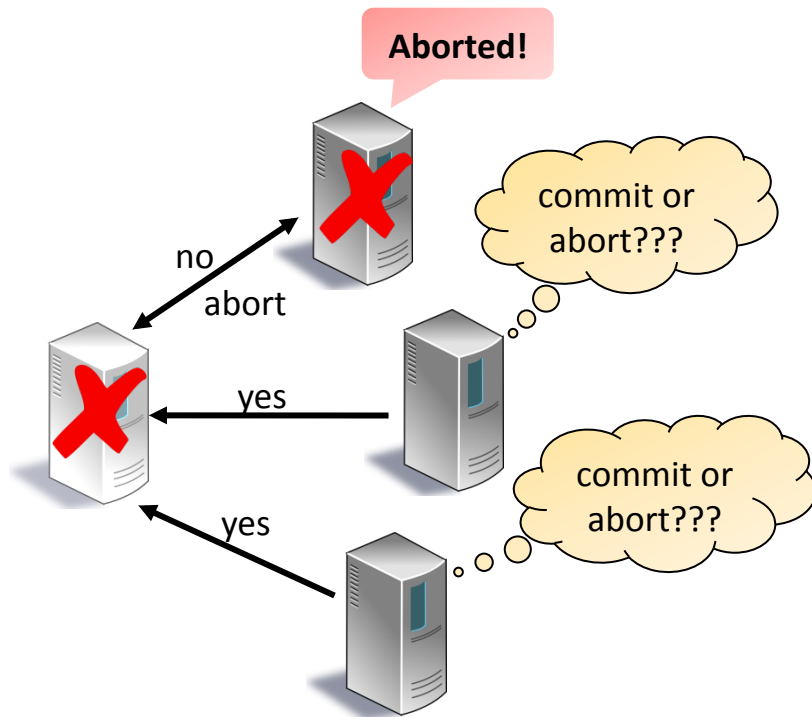 Aborted!
commit or
abort???
no
abort
yes
commit or
abort???
yes